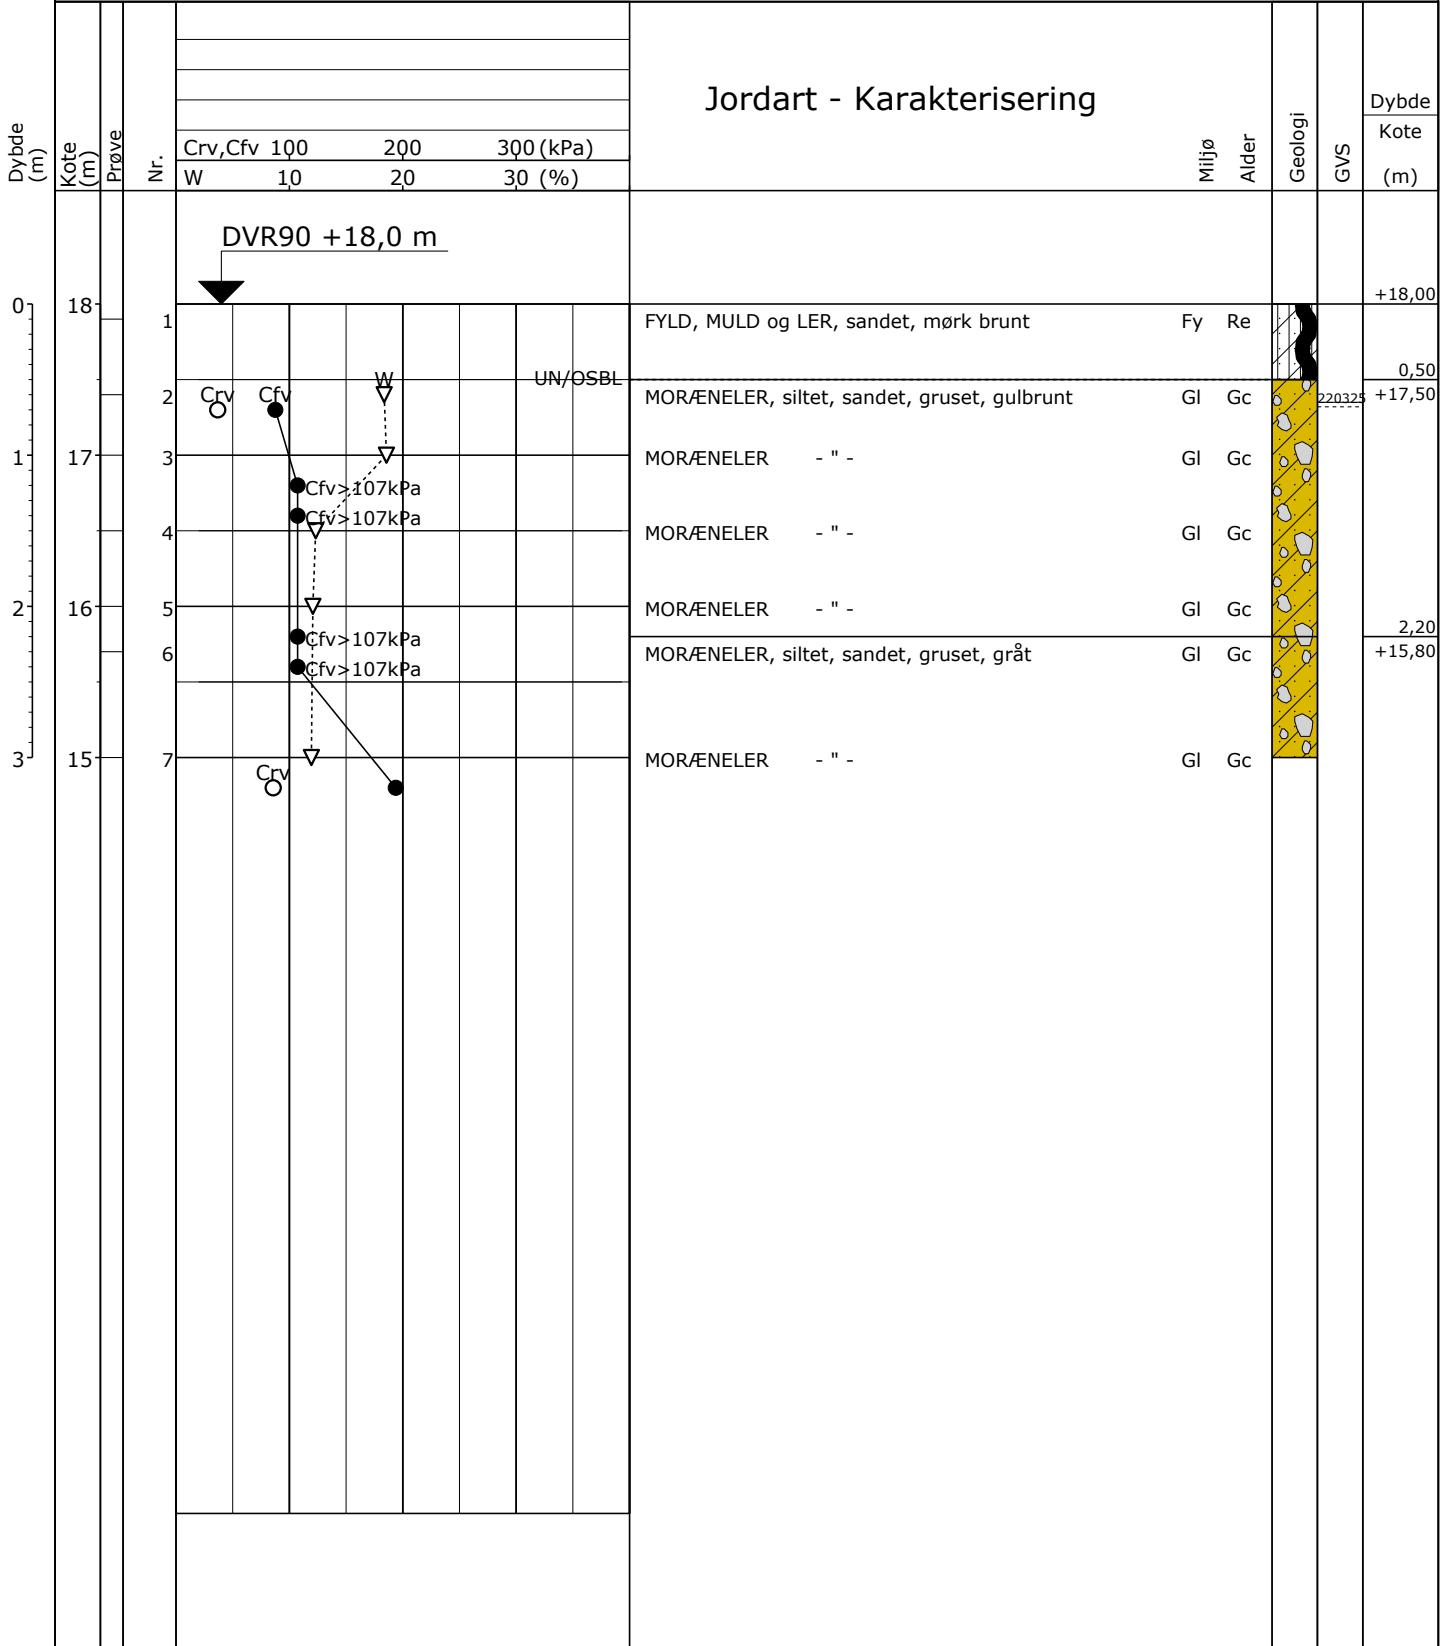 Jordart - Karakterisering
Dybde (m)
Kote (m)
Prøve
Nr.
Crv,Cfv 100 200 300 (kPa)
W 10 20 30 (%)
Miljø
Alder
Geologi
GVS
Dybde
Kote
(m)
DVR90 +18,0 m
+18,00
0 18
1 FYLD, MULD og LER, sandet, mørk brunt Fy Re
0,50
W UN/OSBL
Crv Cfv
2 MORÆNELER, siltet, sandet, gruset, gulbrunt Gl Gc 220325 +17,50
1 17 3 MORÆNELER - " - Gl Gc
Cfv>107kPa
Cfv>107kPa
4 MORÆNELER - " - Gl Gc
2 16 5 MORÆNELER - " - Gl Gc
2,20
Cfv>107kPa
6 MORÆNELER, siltet, sandet, gruset, gråt Gl Gc +15,80
Cfv>107kPa
3 15 7 MORÆNELER - " - Gl Gc
Crv